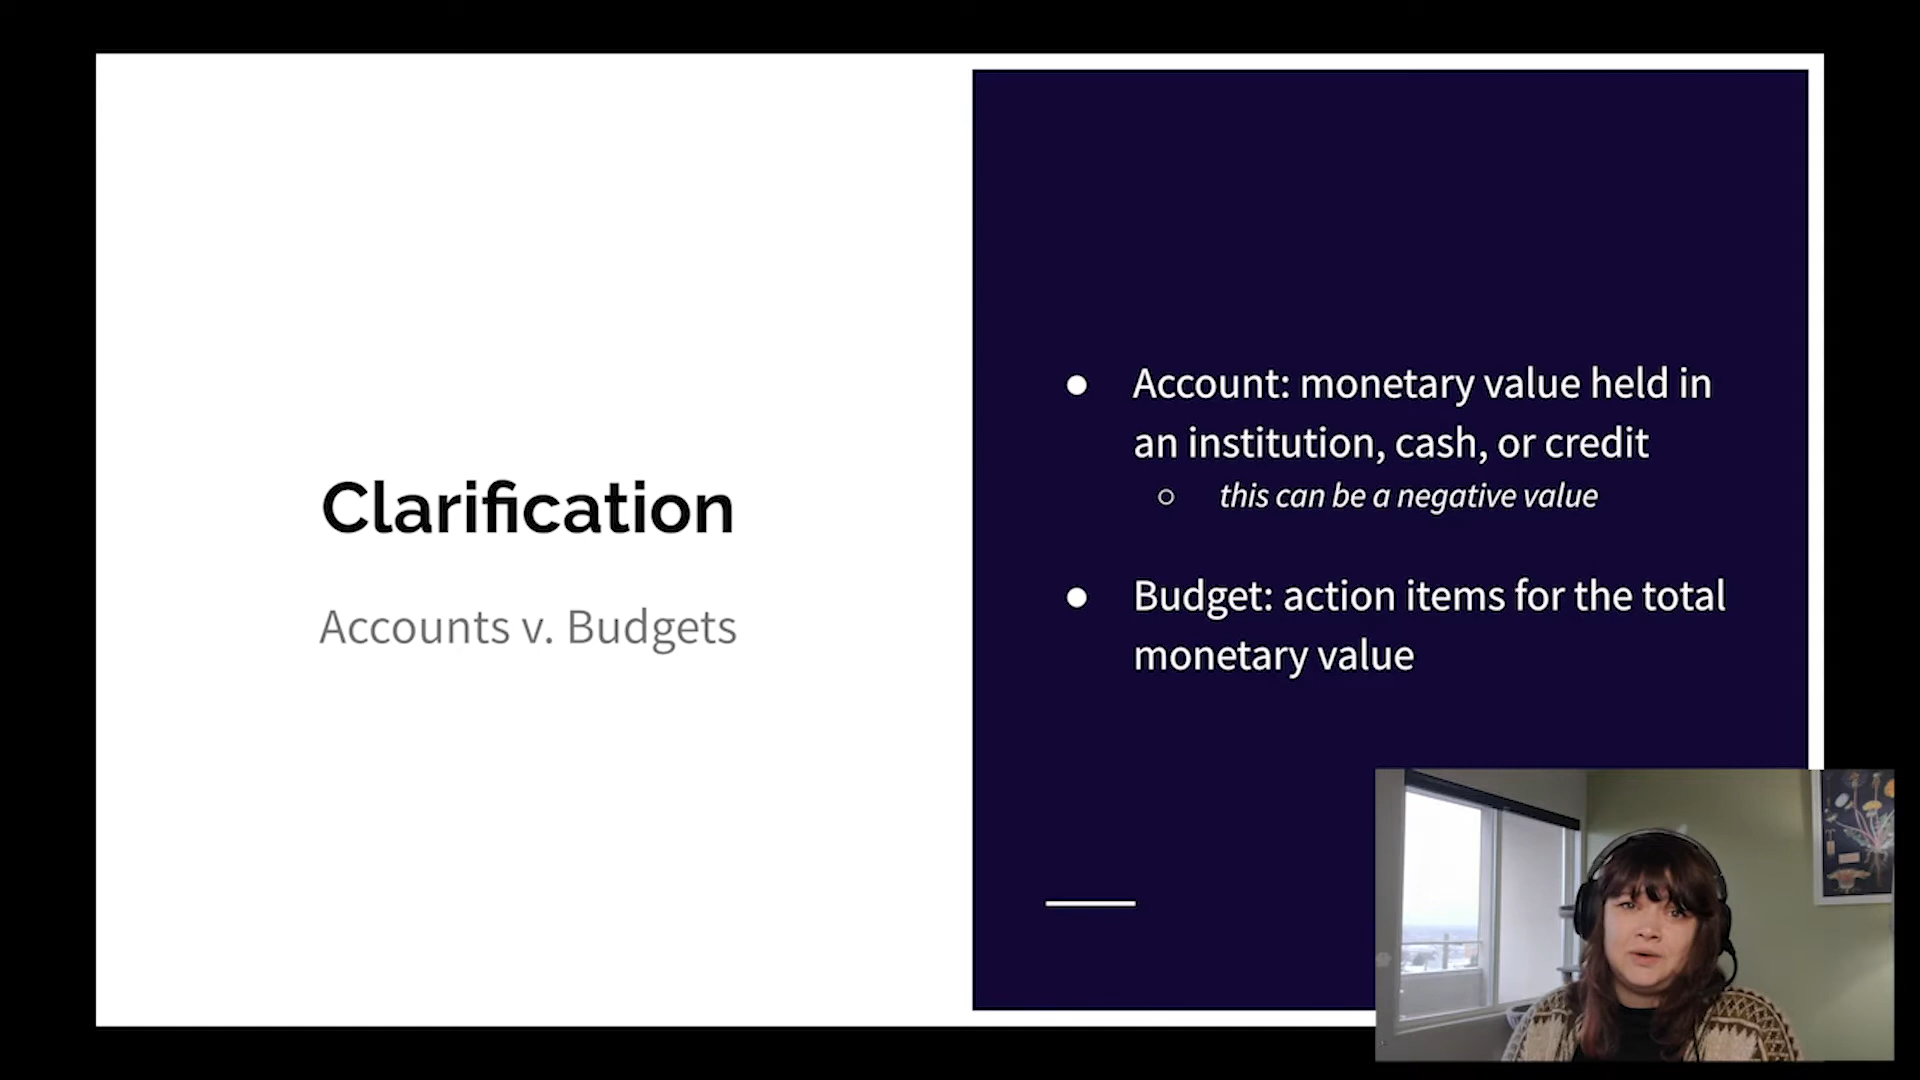 Clarification
Accounts v. Budgets
● Account: monetary value held in
an institution, cash, or credit
○ this can be a negative value
● Budget: action items for the total
monetary value